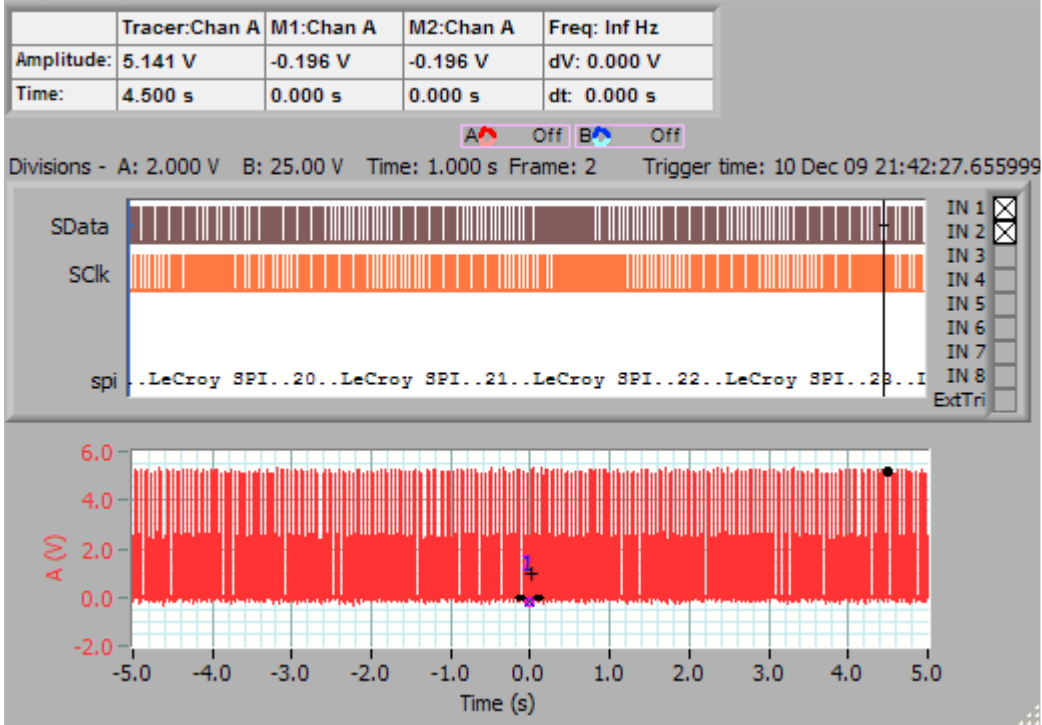 Tracer:Chan A M1:Chan A M2:Chan A Freq: Inf Hz
Amplitude: 5.141 V -0.196 V -0.196 V dV: 0.000 V
Time: 4.500 s 0.000 s 0.000 s dt: 0.000 s
A Off B Off
Divisions - A: 2.000 V B: 25.00 V Time: 1.000 s Frame: 2 Trigger time: 10 Dec 09 21:42:27.655999
SData
SClk
spi ..LeCroy SPI..20..LeCroy SPI..21..LeCroy SPI..22..LeCroy SPI..23..L
IN 1
IN 2
IN 3
IN 4
IN 5
IN 6
IN 7
IN 8
ExtTri
A (V)
6.0
4.0
2.0
0.0
-2.0
1
-5.0 -4.0 -3.0 -2.0 -1.0 0.0 1.0 2.0 3.0 4.0 5.0
Time (s)